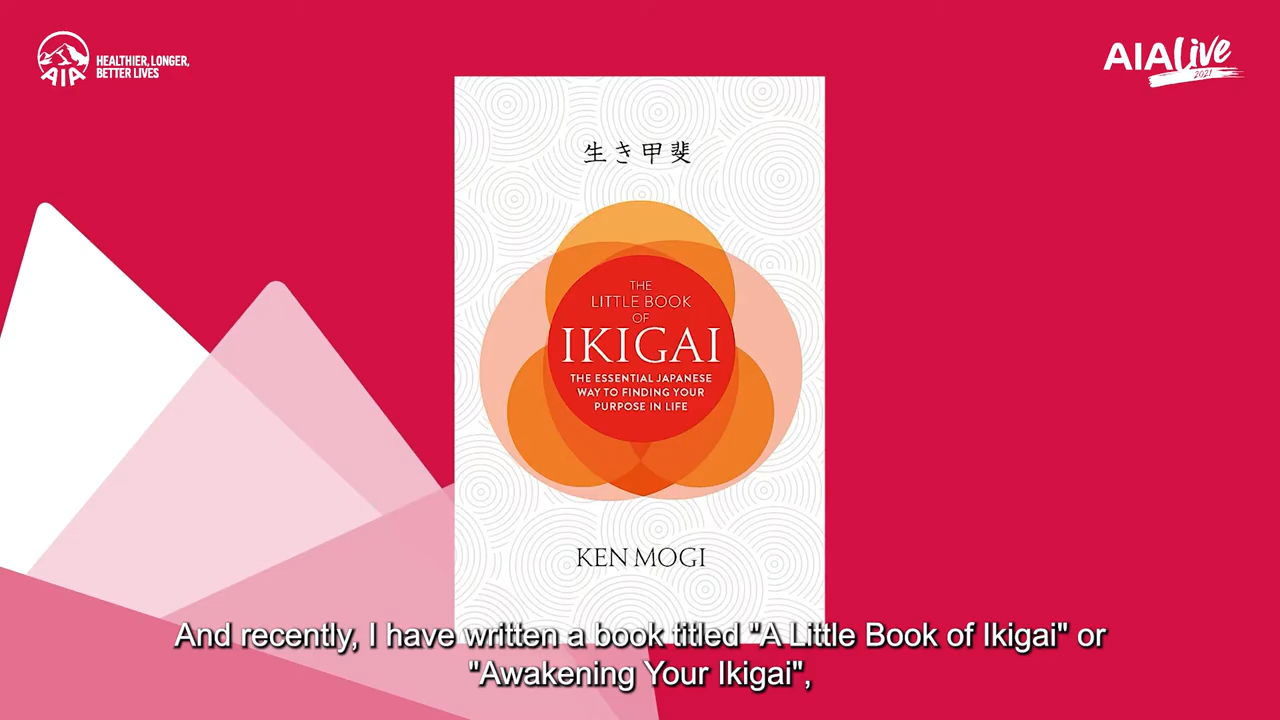 AIA
HEALTHIER, LONGER,
BETTER LIVES
AIA Live
2021
生き甲斐
THE
LITTLE BOOK
OF
IKIGAI
THE ESSENTIAL JAPANESE
WAY TO FINDING YOUR
PURPOSE IN LIFE
KEN MOGI
And recently, I have written a book titled "A Little Book of Ikigai" or
"Awakening Your Ikigai",